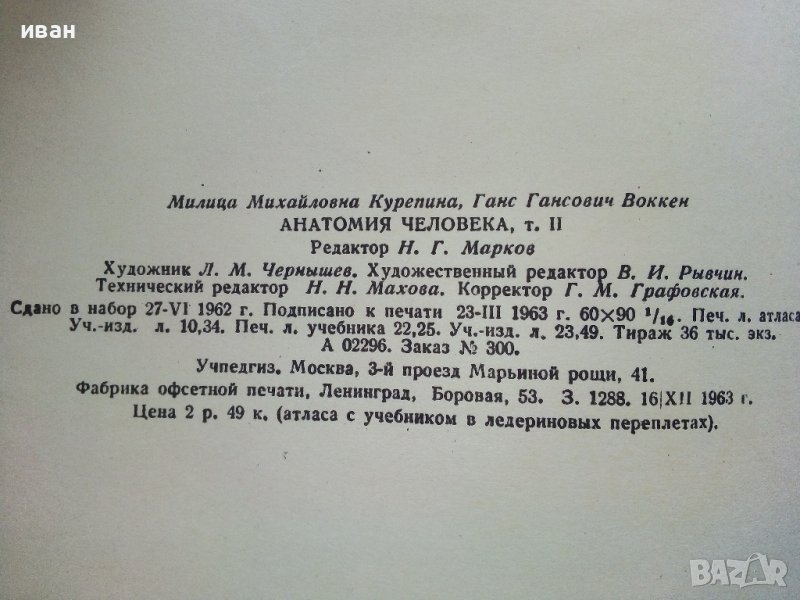 иван
Милица Михайловна Курепина, Ганс Гансович Воккен
АНАТОМИЯ ЧЕЛОВЕКА, т. II
Редактор Н. Г. Марков
Художник Л. М. Чернышев. Художественный редактор В. И. Рывчин.
Технический редактор Н. Н. Махова. Корректор Г. М. Графовская.
Сдано в набор 27-VI 1962 г. Подписано к печати 23-III 1963 г. 60×90 1/16. Печ. л. атласа
Уч.-изд. л. 10,34. Печ. л. учебника 22,25. Уч.-изд. л. 23,49. Тираж 36 тыс. экз.
А 02296. Заказ № 300.
Учпедгиз. Москва, 3-й проезд Марьиной рощи, 41.
Фабрика офсетной печати, Ленинград, Боровая, 53. З. 1288. 16/XII 1963 г.
Цена 2 р. 49 к. (атласа с учебником в ледериновых переплетах).
BAZAR